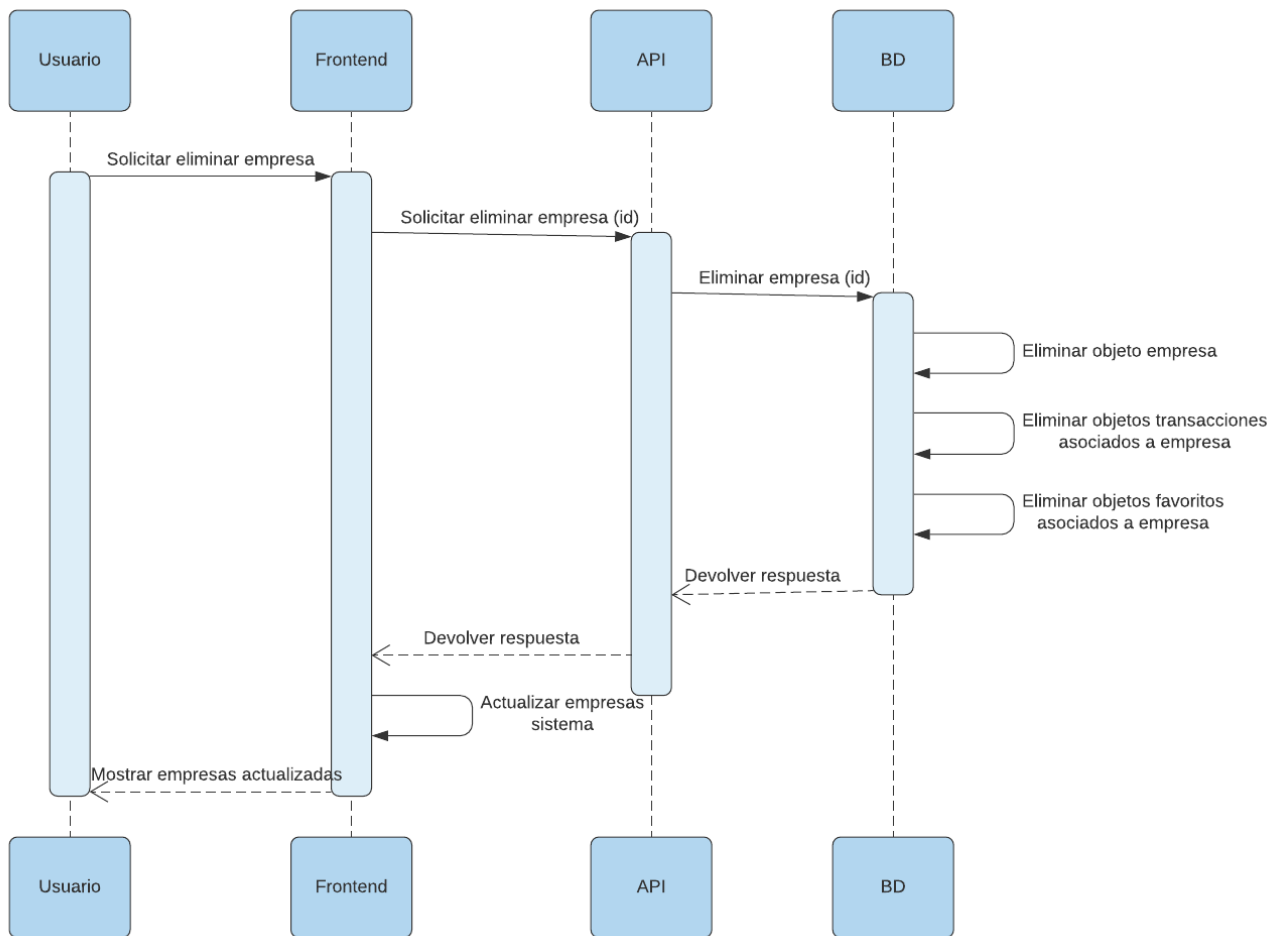 Usuario
Frontend
API
BD
Solicitar eliminar empresa
Solicitar eliminar empresa (id)
Eliminar empresa (id)
Eliminar objeto empresa
Eliminar objetos transacciones
asociados a empresa
Eliminar objetos favoritos
asociados a empresa
Devolver respuesta
Devolver respuesta
Actualizar empresas
sistema
Mostrar empresas actualizadas
Usuario
Frontend
API
BD